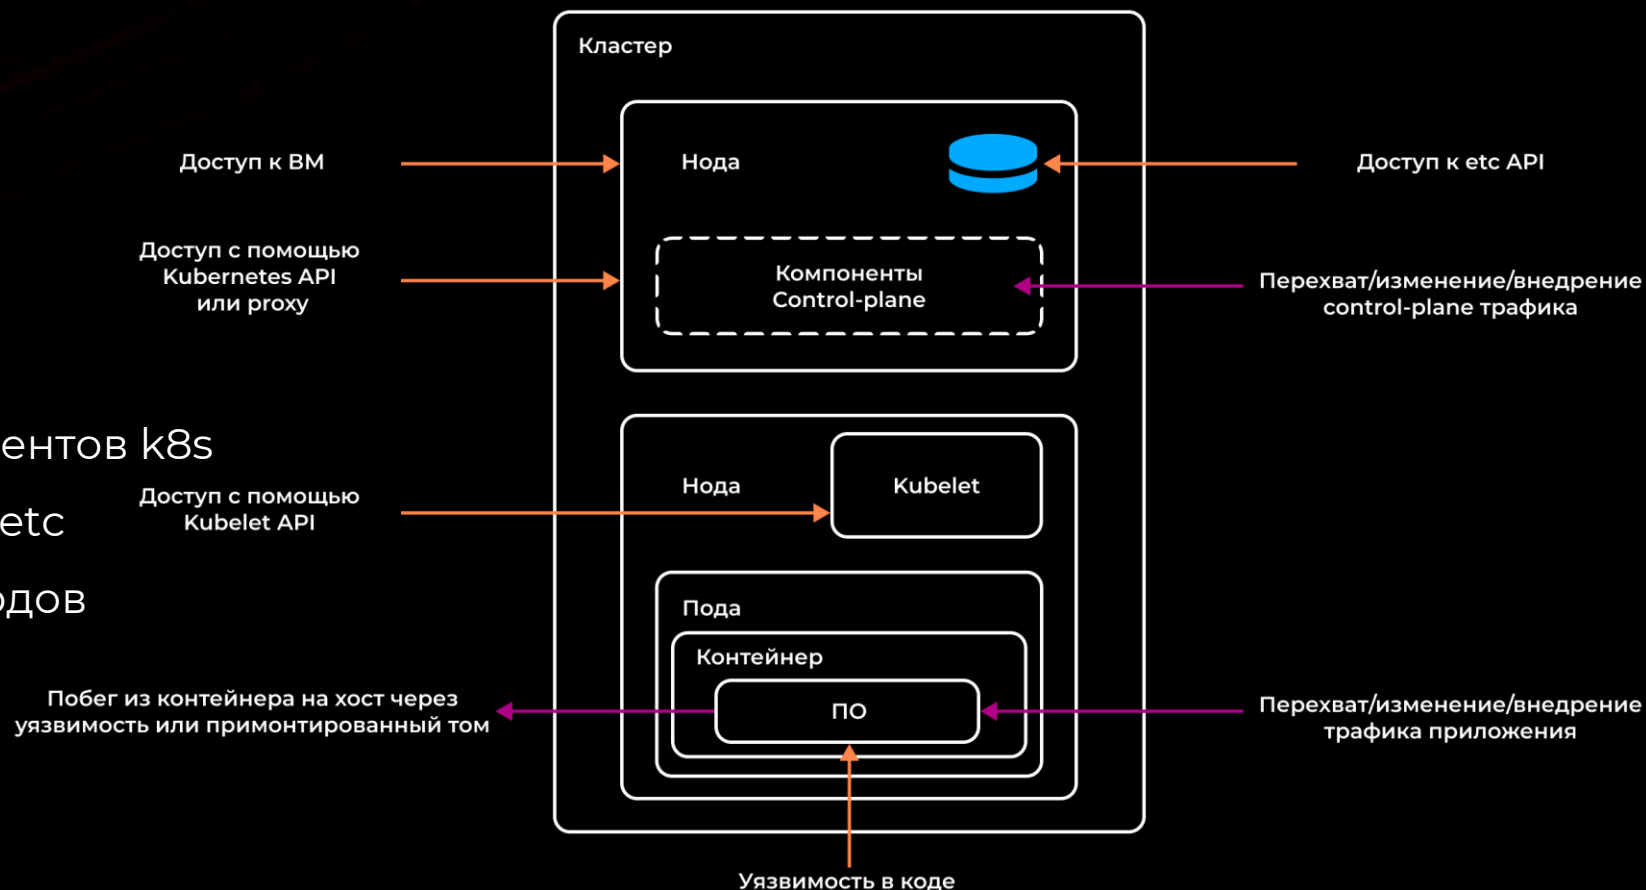 Кластер
Доступ к ВМ
Нода
Доступ к etc API
Доступ с помощью
Kubernetes API
или proxy
Компоненты
Control-plane
Перехват/изменение/внедрение
control-plane трафика
ентов k8s
etc
одов
Доступ с помощью
Kubelet API
Нода
Kubelet
Пода
Контейнер
ПО
Побег из контейнера на хост через
уязвимость или примонтированный том
Перехват/изменение/внедрение
трафика приложения
Уязвимость в коде